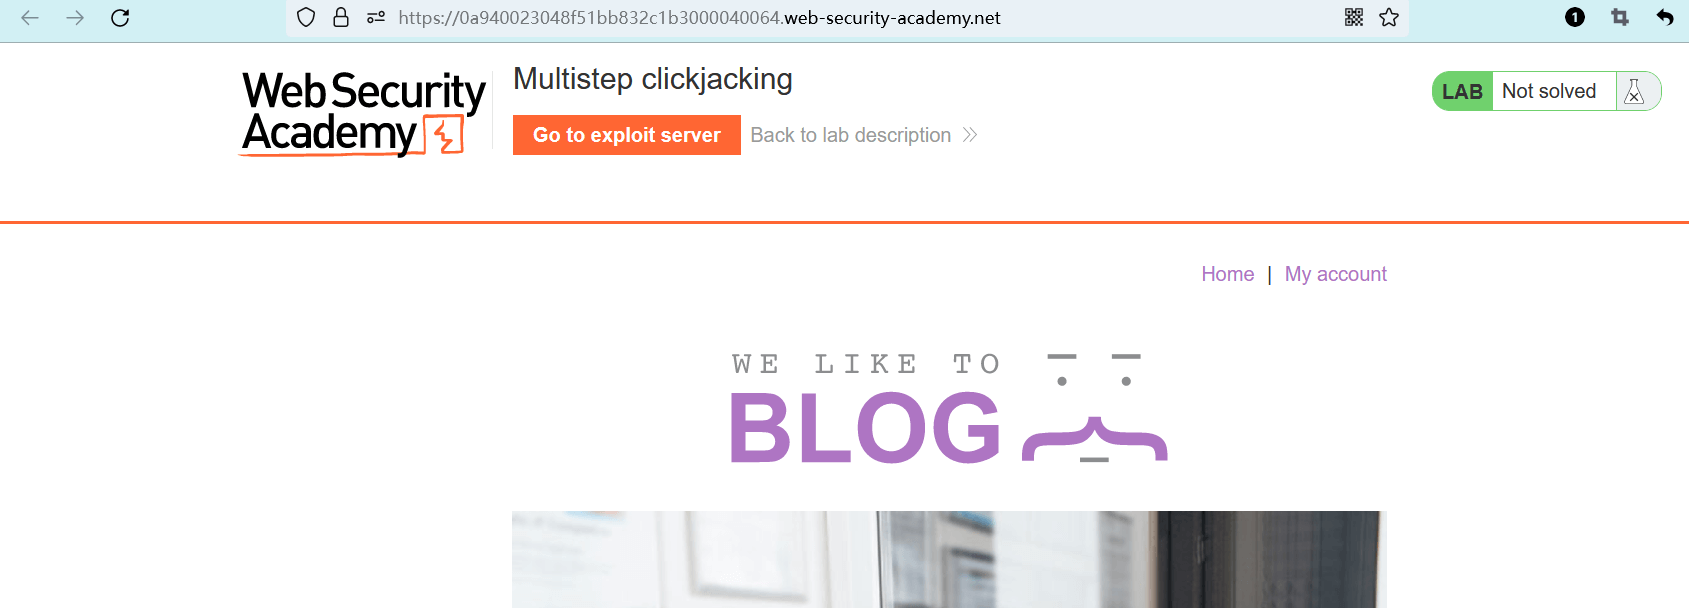 https://0a940023048f51bb832c1b3000040064.web-security-academy.net
1
Web Security
Academy
Multistep clickjacking
Go to exploit server
Back to lab description
LAB
Not solved
Home | My account
WE LIKE TO
BLOG